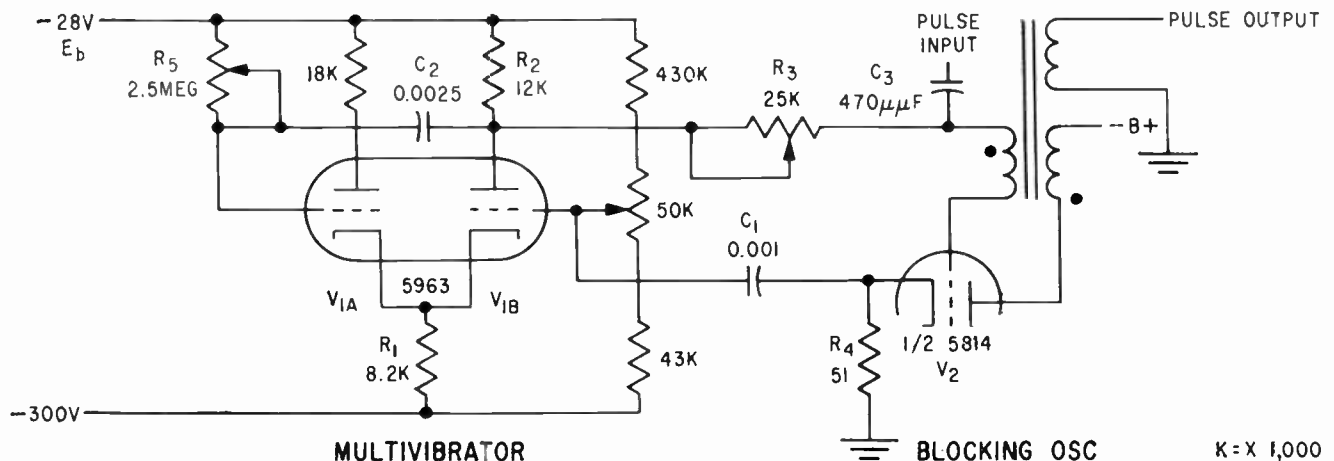 −28V
E_b
R5
2.5MEG
18K
C2
0.0025
R2
12K
430K
R3
25K
PULSE
INPUT
C3
470μμF
PULSE OUTPUT
B+
50K
C1
0.001
5963
V1A
V1B
R1
8.2K
43K
R4
51
1/2 5814
V2
−300V
MULTIVIBRATOR
BLOCKING OSC
K=X 1,000